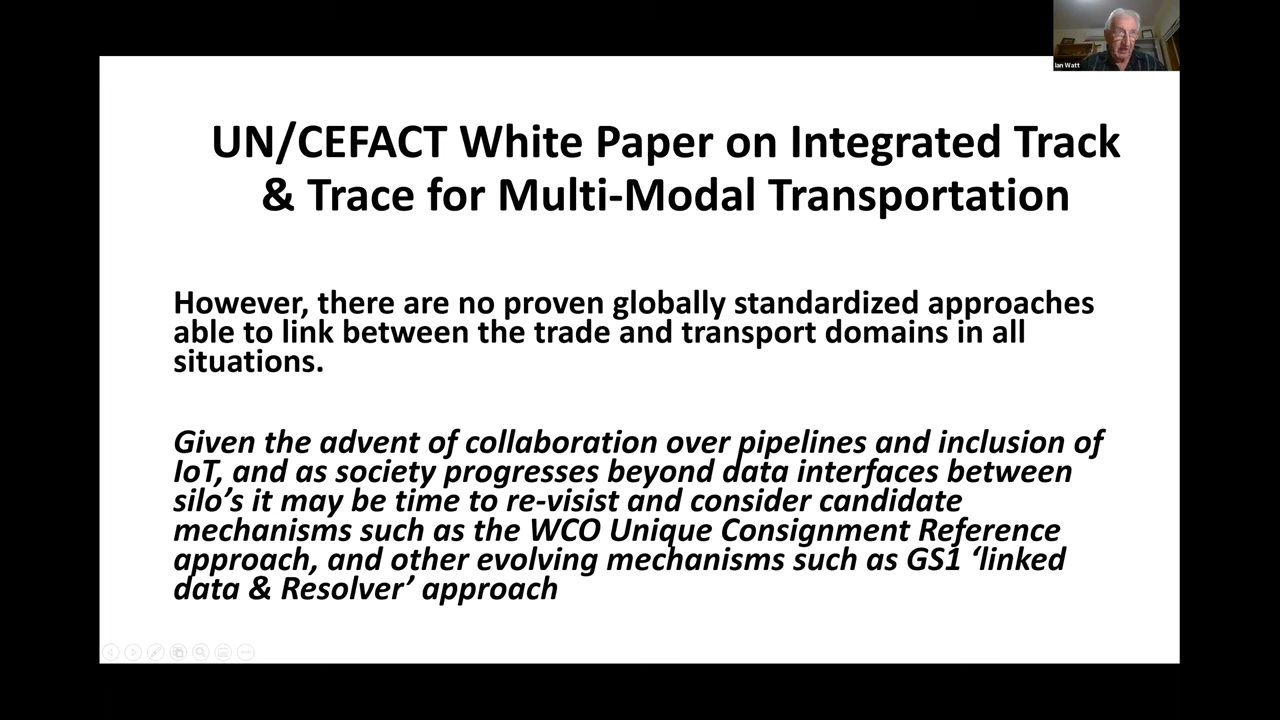 Ian Watt
UN/CEFACT White Paper on Integrated Track
& Trace for Multi-Modal Transportation
However, there are no proven globally standardized approaches
able to link between the trade and transport domains in all
situations.
Given the advent of collaboration over pipelines and inclusion of
IoT, and as society progresses beyond data interfaces between
silo’s it may be time to re-visist and consider candidate
mechanisms such as the WCO Unique Consignment Reference
approach, and other evolving mechanisms such as GS1 ‘linked
data & Resolver’ approach